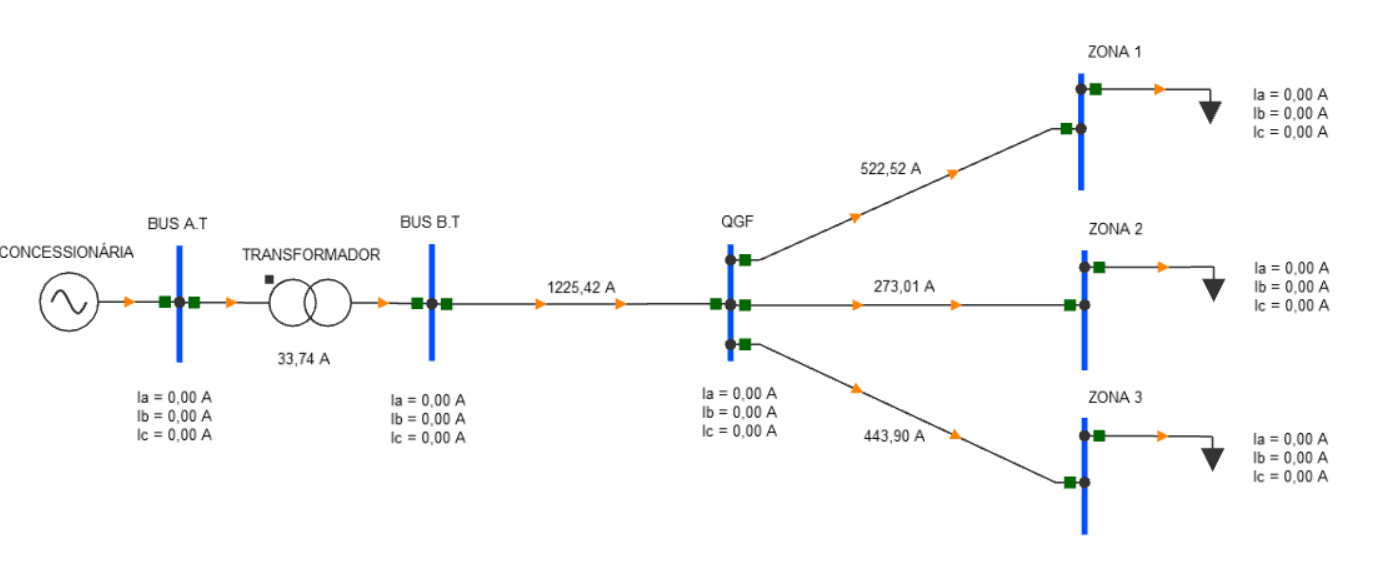 ZONA 1
Ia = 0,00 A
Ib = 0,00 A
Ic = 0,00 A
522,52 A
BUS A.T
BUS B.T
QGF
ZONA 2
CONCESSIONÁRIA
TRANSFORMADOR
1225,42 A
273,01 A
Ia = 0,00 A
Ib = 0,00 A
Ic = 0,00 A
33,74 A
Ia = 0,00 A
Ib = 0,00 A
Ic = 0,00 A
Ia = 0,00 A
Ib = 0,00 A
Ic = 0,00 A
Ia = 0,00 A
Ib = 0,00 A
Ic = 0,00 A
ZONA 3
443,90 A
Ia = 0,00 A
Ib = 0,00 A
Ic = 0,00 A